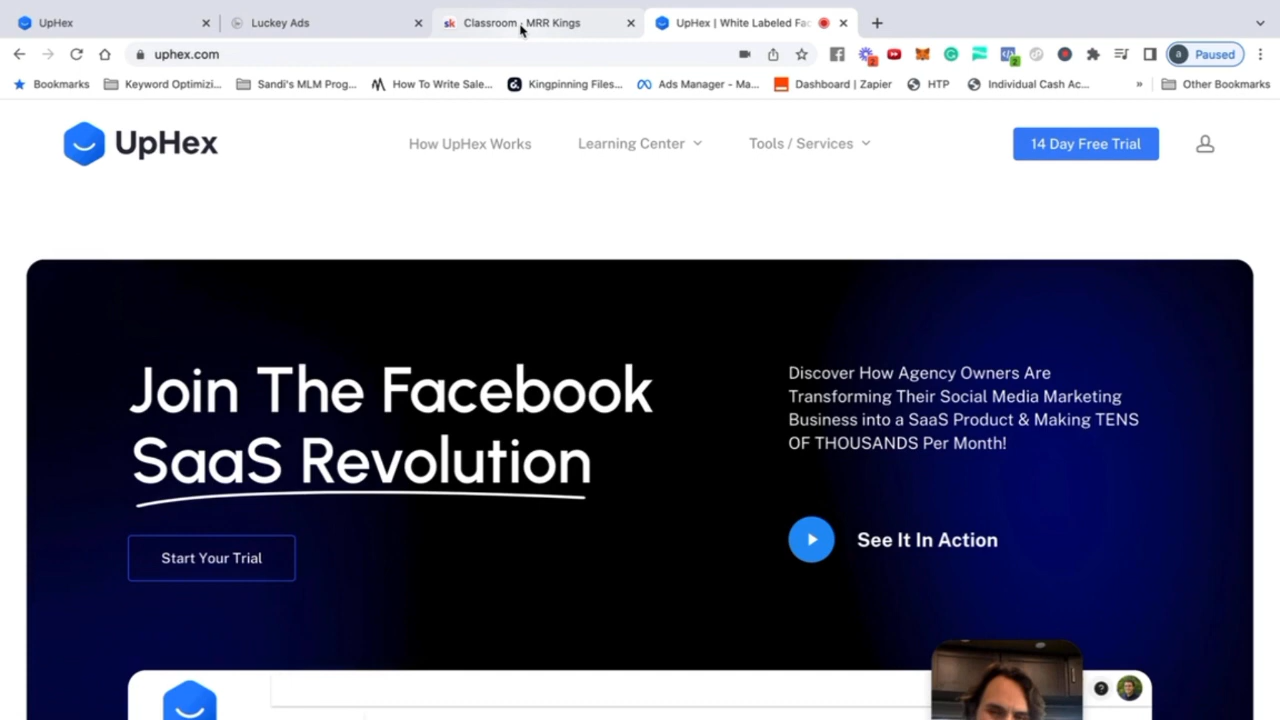 UpHex
Luckey Ads
Classroom · MRR Kings
UpHex | White Labeled Fac
uphex.com
2
2
a
Paused
Bookmarks
Keyword Optimizi...
Sandi's MLM Prog...
How To Write Sale...
Kingpinning Files...
Ads Manager - Ma...
Dashboard | Zapier
HTP
Individual Cash Ac...
»
Other Bookmarks
UpHex
How UpHex Works
Learning Center
Tools / Services
14 Day Free Trial
Join The Facebook
SaaS Revolution
Discover How Agency Owners Are
Transforming Their Social Media Marketing
Business into a SaaS Product & Making TENS
OF THOUSANDS Per Month!
Start Your Trial
See It In Action
?